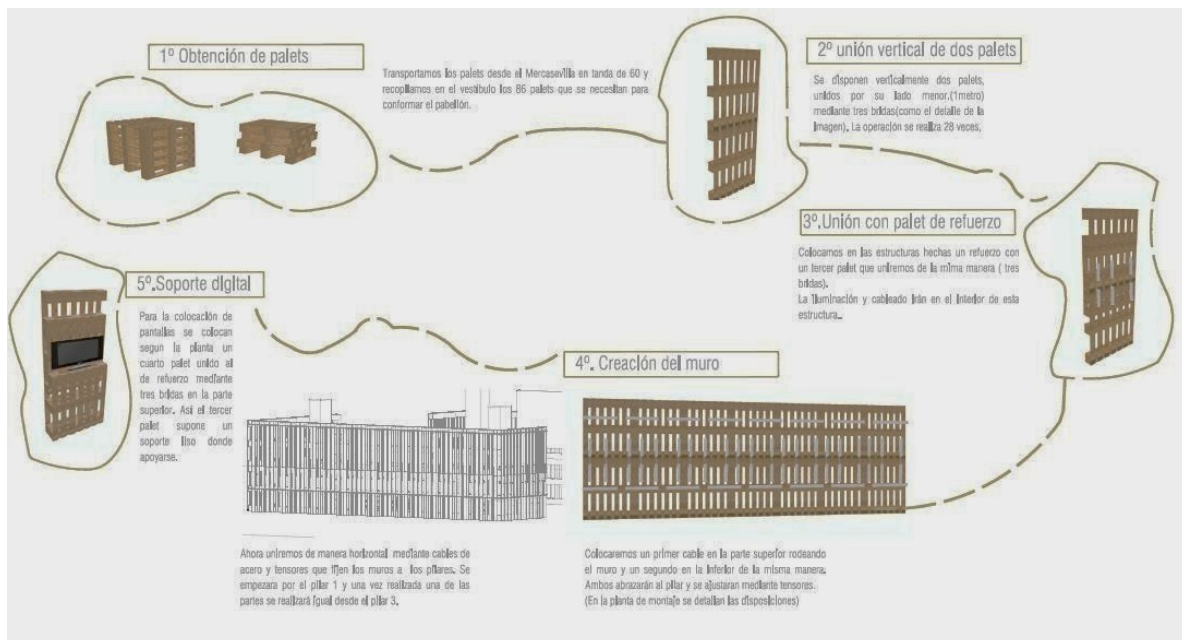 1º Obtención de palets
Transportamos los palets desde el Mercasevilla en tanda de 60 y
recopilamos en el vestíbulo los 86 palets que se necesitan para
conformar el pabellón.
2º unión vertical de dos palets
Se disponen verticalmente dos palets,
unidos por su lado menor.(1metro)
mediante tres bridas(como el detalle de la
imagen). La operación se realiza 28 veces,
3º.Unión con palet de refuerzo
Colocamos en las estructuras hechas un refuerzo con
un tercer palet que uniremos de la mima manera ( tres
bridas).
La iluminación y cableado irán en el interior de esta
estructura..
4º. Creación del muro
Ahora uniremos de manera horizontal mediante cables de
acero y tensores que fijen los muros a los pilares. Se
empezara por el pilar 1 y una vez realizada una de las
partes se realizará igual desde el pilar 3.
Colocaremos un primer cable en la parte superior rodeando
el muro y un segundo en la inferior de la misma manera.
Ambos abrazarán al pilar y se ajustaran mediante tensores.
(En la planta de montaje se detallan las disposiciones)
5º.Soporte digital
Para la colocación de
pantallas se colocan
segun la planta un
cuarto palet unido al
de refuerzo mediante
tres bridas en la parte
superior. Asi el tercer
palet supone un
soporte liso donde
apoyarse.